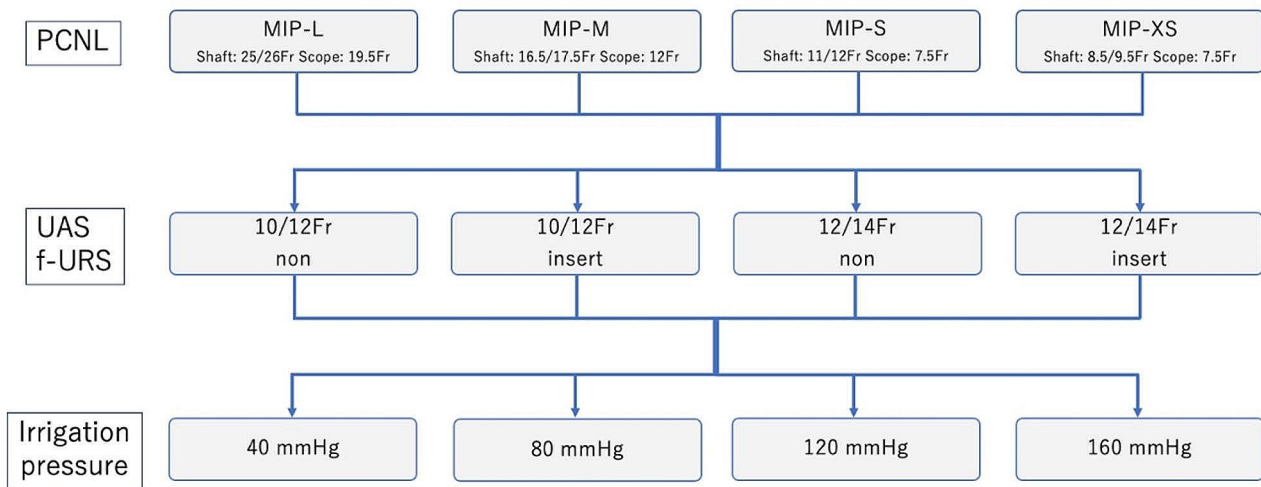 PCNL
MIP-L
Shaft: 25/26Fr Scope: 19.5Fr
MIP-M
Shaft: 16.5/17.5Fr Scope: 12Fr
MIP-S
Shaft: 11/12Fr Scope: 7.5Fr
MIP-XS
Shaft: 8.5/9.5Fr Scope: 7.5Fr
UAS
f-URS
10/12Fr
non
10/12Fr
insert
12/14Fr
non
12/14Fr
insert
Irrigation
pressure
40 mmHg
80 mmHg
120 mmHg
160 mmHg